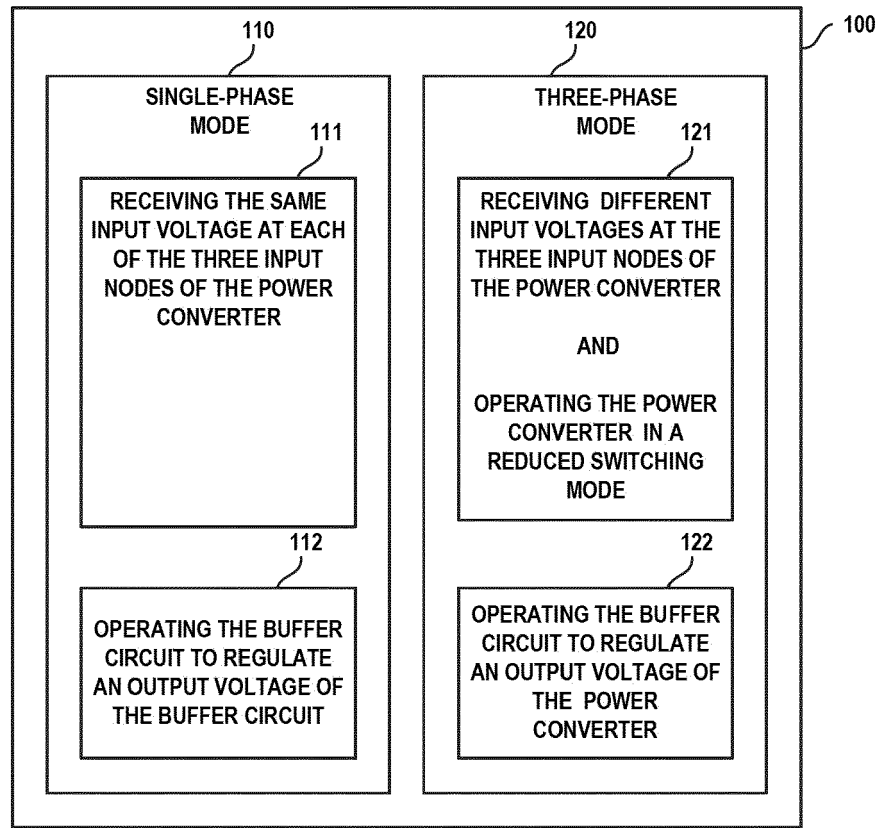 100
110
SINGLE-PHASE
MODE
111
RECEIVING THE SAME
INPUT VOLTAGE AT EACH
OF THE THREE INPUT
NODES OF THE POWER
CONVERTER
112
OPERATING THE BUFFER
CIRCUIT TO REGULATE
AN OUTPUT VOLTAGE OF
THE BUFFER CIRCUIT
120
THREE-PHASE
MODE
121
RECEIVING DIFFERENT
INPUT VOLTAGES AT THE
THREE INPUT NODES OF
THE POWER CONVERTER
AND
OPERATING THE POWER
CONVERTER IN A
REDUCED SWITCHING
MODE
122
OPERATING THE BUFFER
CIRCUIT TO REGULATE
AN OUTPUT VOLTAGE OF
THE POWER
CONVERTER